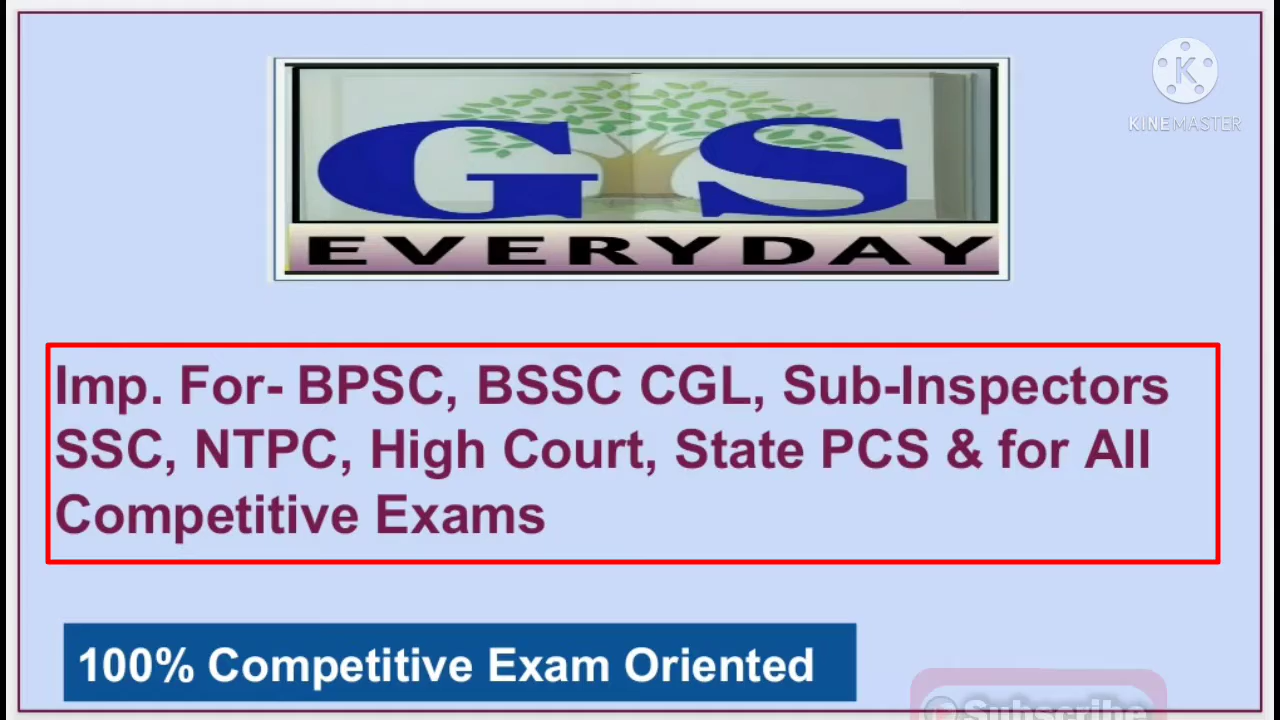 K
KINEMASTER
GS
EVERYDAY
Imp. For- BPSC, BSSC CGL, Sub-Inspectors
SSC, NTPC, High Court, State PCS & for All
Competitive Exams
100% Competitive Exam Oriented
Subscribe